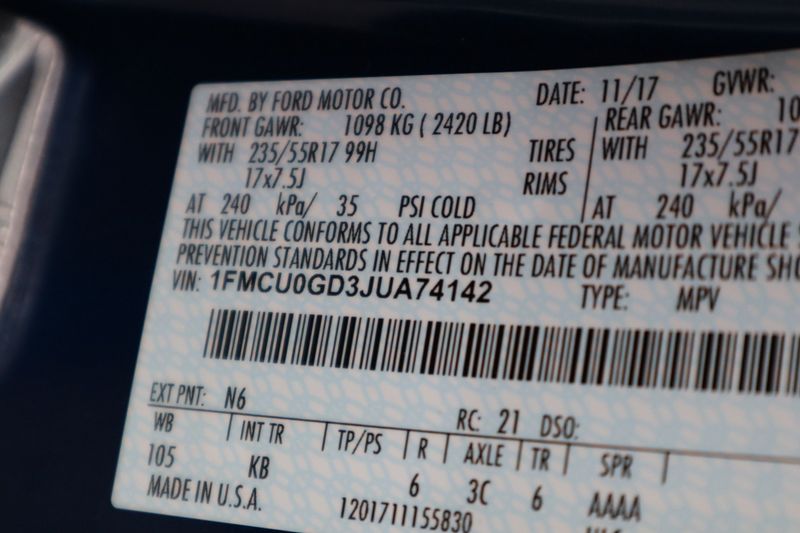 MFD. BY FORD MOTOR CO. DATE: 11/17 GVWR:
FRONT GAWR: 1098 KG ( 2420 LB) REAR GAWR: 10
WITH 235/55R17 99H TIRES WITH 235/55R17
17x7.5J RIMS 17x7.5J
AT 240 kPa/ 35 PSI COLD AT 240 kPa/
THIS VEHICLE CONFORMS TO ALL APPLICABLE FEDERAL MOTOR VEHICLE S
PREVENTION STANDARDS IN EFFECT ON THE DATE OF MANUFACTURE SHO
VIN: 1FMCU0GD3JUA74142 TYPE: MPV
EXT PNT: N6 RC: 21 DSO:
WB INT TR TP/PS R AXLE TR SPR
105 KB 6 3C 6 AAAA
MADE IN U.S.A. 1201711155830